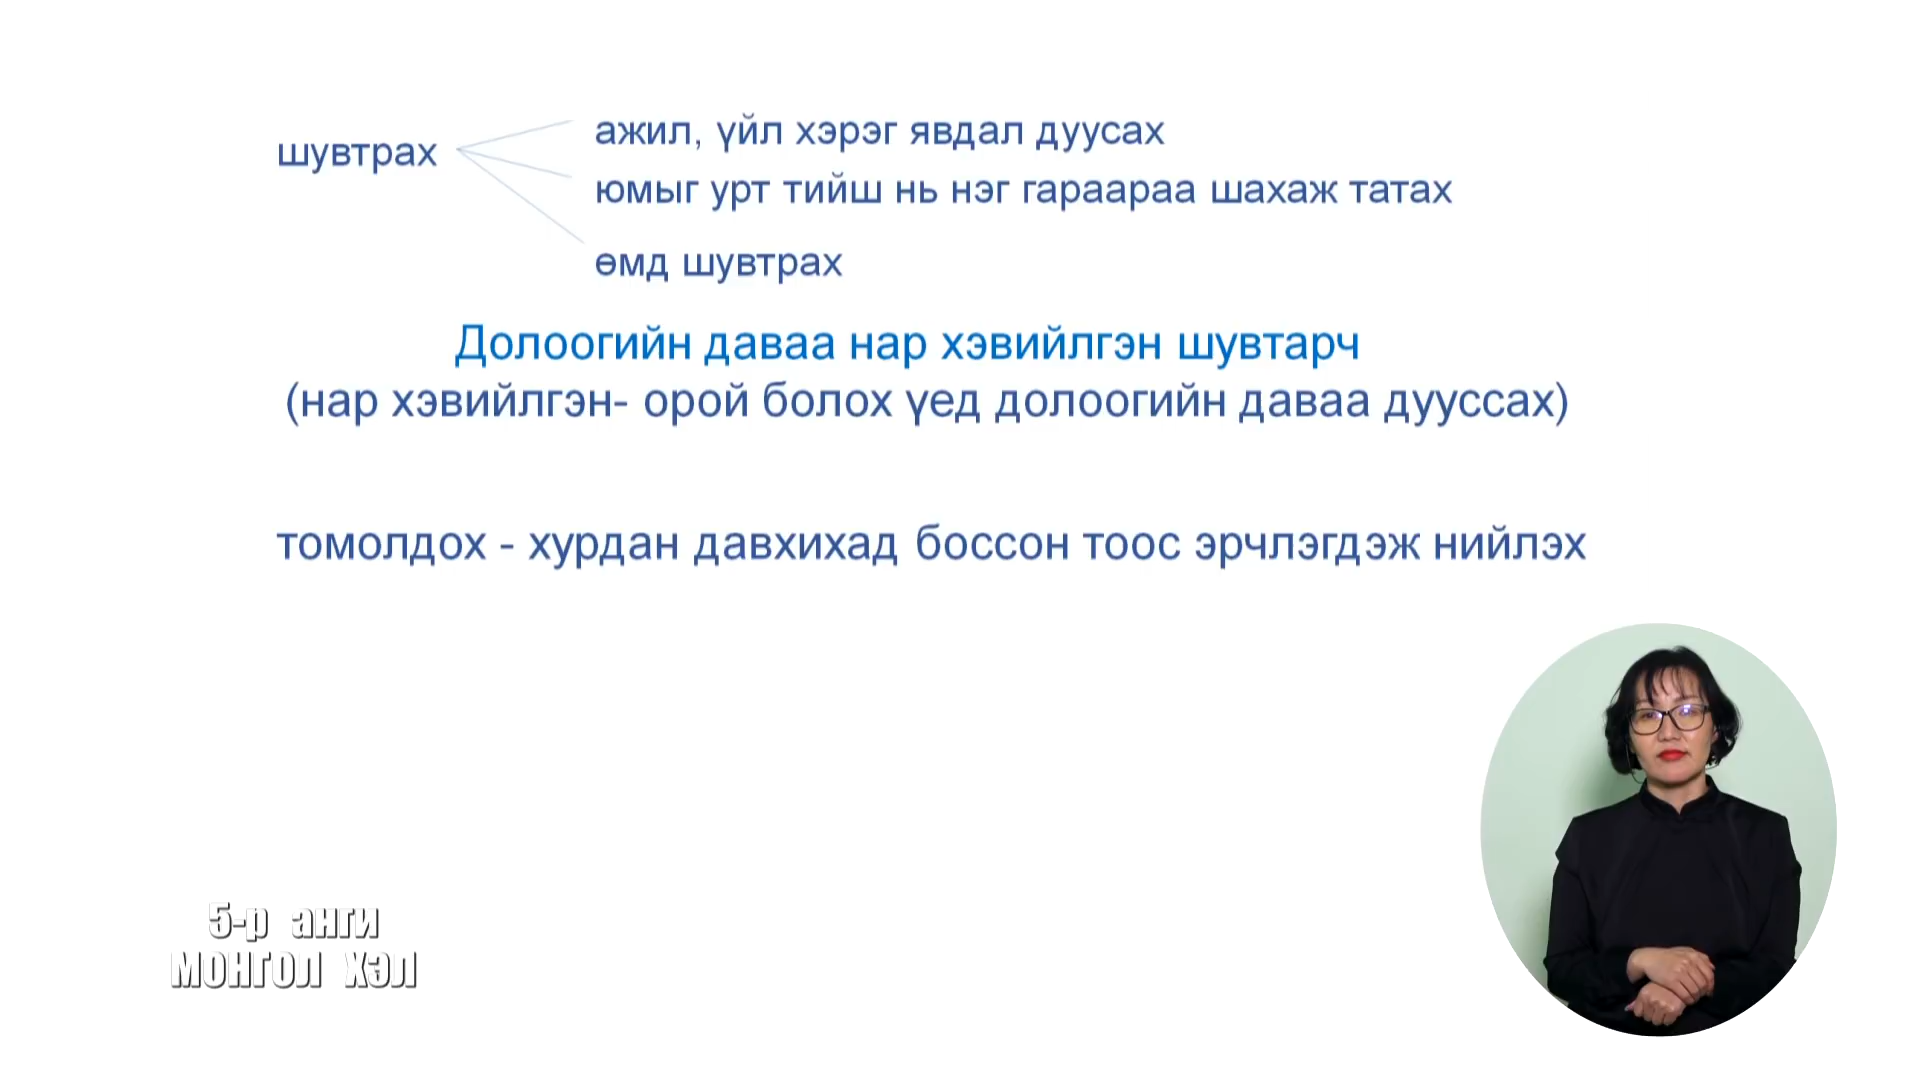 шувтрах
ажил, үйл хэрэг явдал дуусах
юмыг урт тийш нь нэг гараараа шахаж татах
өмд шувтрах
Долоогийн даваа нар хэвийлгэн шувтарч
(нар хэвийлгэн- орой болох үед долоогийн даваа дууссах)
томолдох - хурдан давхихад боссон тоос эрчлэгдэж нийлэх
5-р анги
МОНГОЛ ХЭЛ